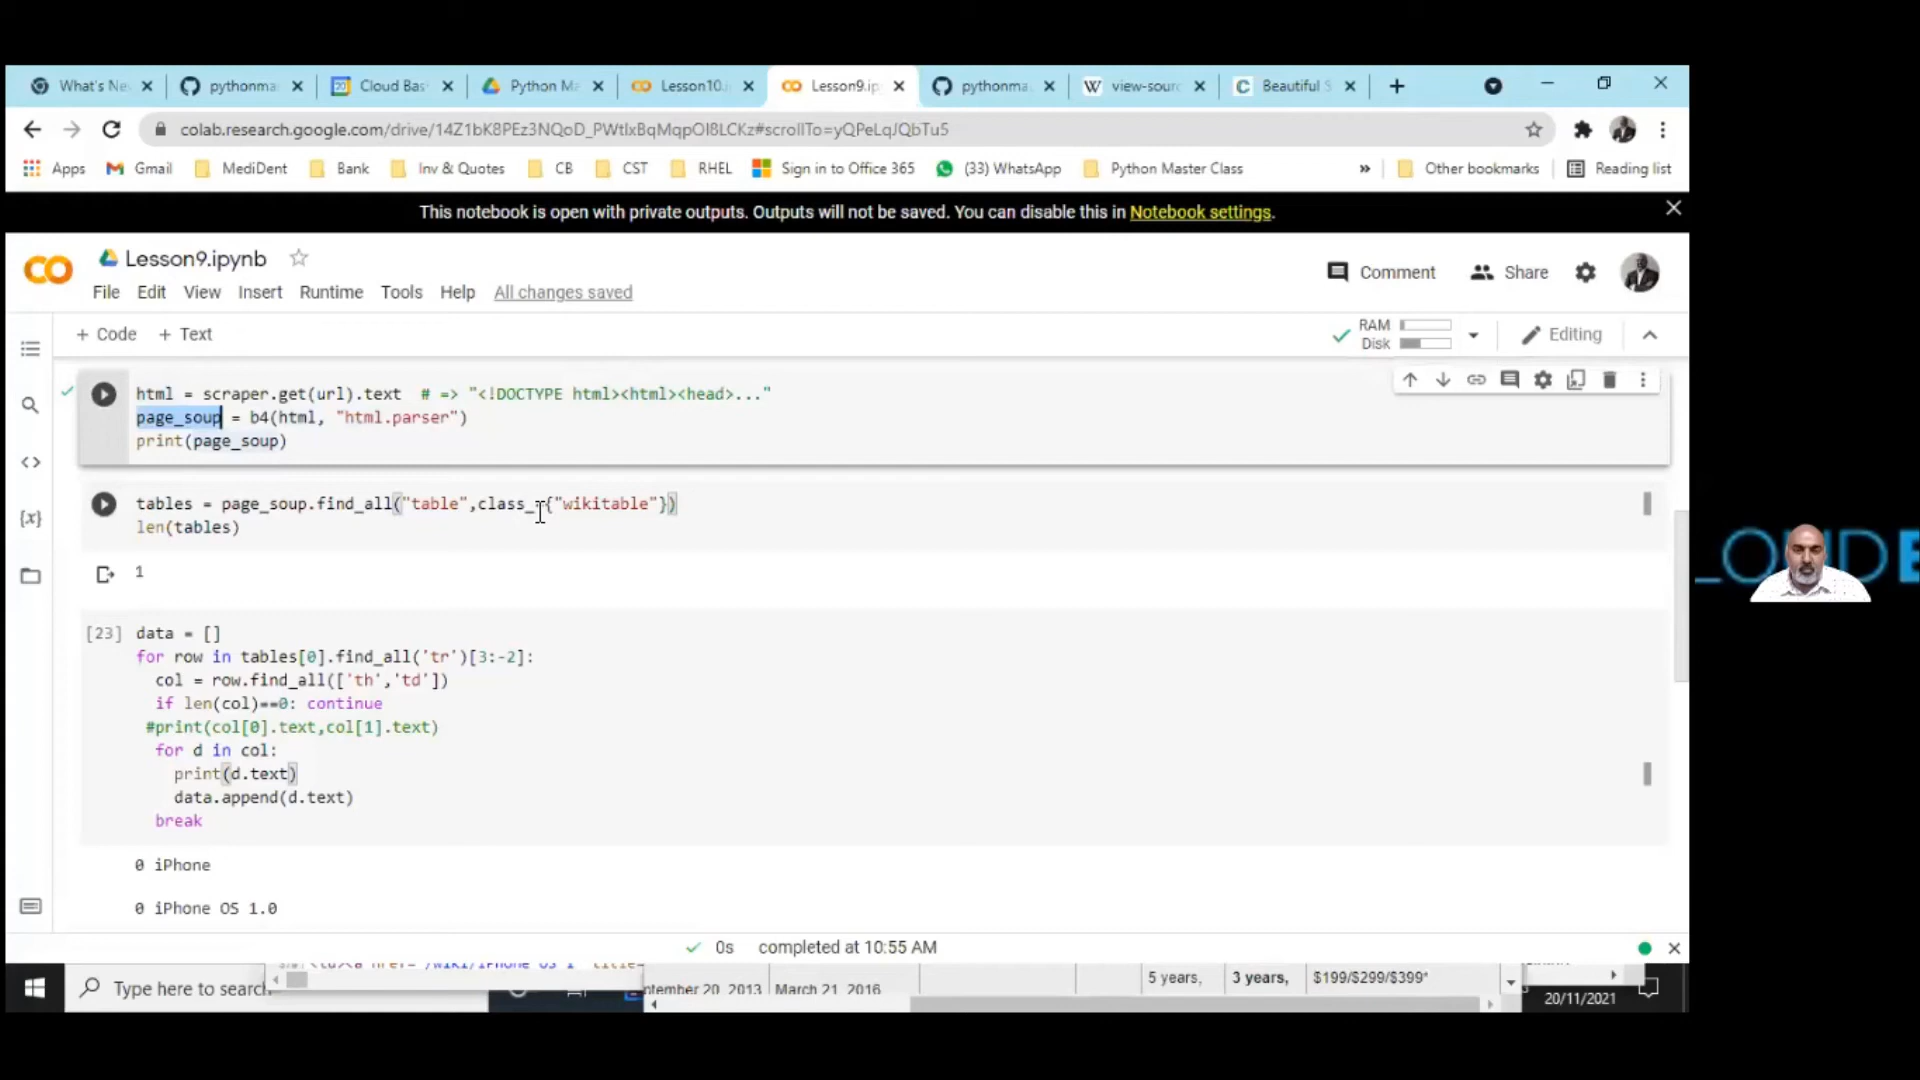 What's Ne
pythonma
Cloud Bas
Python Ma
Lesson10.i
Lesson9.ip
pythonma
view-sourc
Beautiful S
colab.research.google.com/drive/14Z1bK8PEz3NQoD_PWtlxBqMqpOI8LCKz#scrollTo=yQPeLqJQbTu5
Apps
Gmail
MediDent
Bank
Inv & Quotes
CB
CST
RHEL
Sign in to Office 365
(33) WhatsApp
Python Master Class
»
Other bookmarks
Reading list
This notebook is open with private outputs. Outputs will not be saved. You can disable this in Notebook settings.
Lesson9.ipynb
Comment
Share
File Edit View Insert Runtime Tools Help All changes saved
+ Code + Text
RAM
Disk
Editing
html = scraper.get(url).text # => "<!DOCTYPE html><html><head>..."
page_soup = b4(html, "html.parser")
print(page_soup)
tables = page_soup.find_all("table",class_={"wikitable"})
len(tables)
1
[23] data = []
for row in tables[0].find_all('tr')[3:-2]:
col = row.find_all(['th','td'])
if len(col)==0: continue
#print(col[0].text,col[1].text)
for d in col:
print(d.text)
data.append(d.text)
break
0 iPhone
0 iPhone OS 1.0
0s completed at 10:55 AM
Type here to search
tember 20, 2013
March 21, 2016
5 years,
3 years,
$199/$299/$399*
20/11/2021